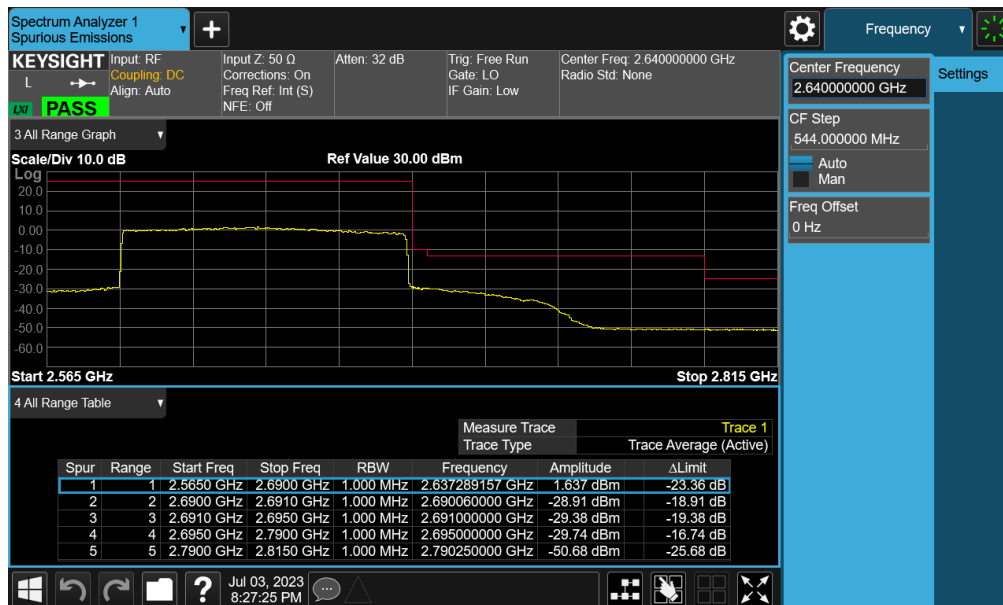 Spectrum Analyzer 1
Spurious Emissions
+
Frequency
KEYSIGHT
L
LXI
PASS
Input: RF
Coupling: DC
Align: Auto
Input Z: 50 Ω
Corrections: On
Freq Ref: Int (S)
NFE: Off
Atten: 32 dB
Trig: Free Run
Gate: LO
IF Gain: Low
Center Freq: 2.640000000 GHz
Radio Std: None
Center Frequency
2.640000000 GHz
Settings
CF Step
544.000000 MHz
Auto
Man
Freq Offset
0 Hz
3 All Range Graph
Scale/Div 10.0 dB
Ref Value 30.00 dBm
Log
20.0
10.0
0.00
-10.0
-20.0
-30.0
-40.0
-50.0
-60.0
Start 2.565 GHz
Stop 2.815 GHz
4 All Range Table
Measure Trace Trace 1
Trace Type Trace Average (Active)
Spur Range Start Freq Stop Freq RBW Frequency Amplitude ΔLimit
1 1 2.5650 GHz 2.6900 GHz 1.000 MHz 2.637289157 GHz 1.637 dBm -23.36 dB
2 2 2.6900 GHz 2.6910 GHz 1.000 MHz 2.690060000 GHz -28.91 dBm -18.91 dB
3 3 2.6910 GHz 2.6950 GHz 1.000 MHz 2.691000000 GHz -29.38 dBm -19.38 dB
4 4 2.6950 GHz 2.7900 GHz 1.000 MHz 2.695000000 GHz -29.74 dBm -16.74 dB
5 5 2.7900 GHz 2.8150 GHz 1.000 MHz 2.790250000 GHz -50.68 dBm -25.68 dB
?
Jul 03, 2023
8:27:25 PM